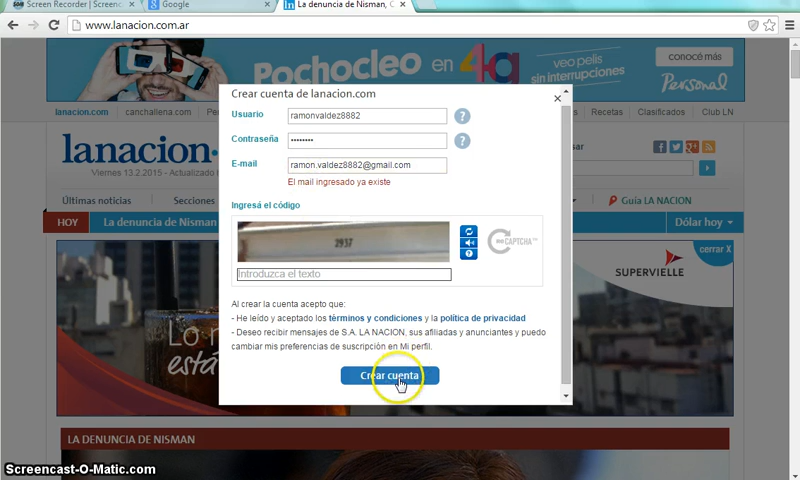 Screen Recorder | Screenc
Google
La denuncia de Nisman, C
www.lanacion.com.ar
Pochocleo en 4G
veo pelis
sin interrupciones
conocé más
Personal
lanacion.com
canchallena.com
Recetas
Clasificados
Club LN
lanacion.
Viernes 13.2.2015 - Actualizado
Últimas noticias
Secciones
Guía LA NACION
HOY
La denuncia de Nisman
Dólar hoy
Crear cuenta de lanacion.com
Usuario
ramonvaldez8882
?
Contraseña
••••••••
?
E-mail
ramon.valdez8882@gmail.com
El mail ingresado ya existe
Ingresá el código
2937
reCAPTCHA™
Introduzca el texto
Al crear la cuenta acepto que:
- He leído y aceptado los términos y condiciones y la política de privacidad
- Deseo recibir mensajes de S.A. LA NACION, sus afiliadas y anunciantes y puedo
cambiar mis preferencias de suscripción en Mi perfil.
Crear cuenta
cerrar X
SUPERVIELLE
está
LA DENUNCIA DE NISMAN
Screencast-O-Matic.com